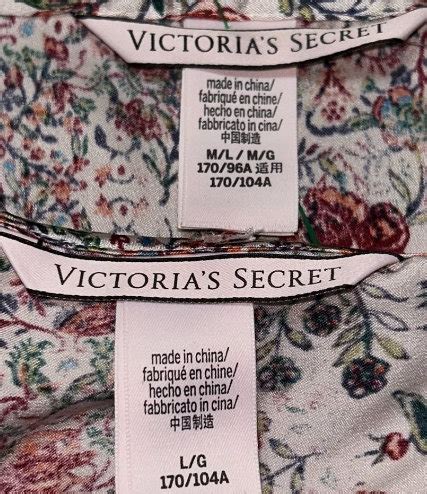 VICTORIA'S SECRET
made in china/
fabriqué en chine/
hecho en china/
fabbricato in cina/
中国制造
M/L / M/G
170/96A 适用
170/104A
VICTORIA'S SECRET
made in china/
fabriqué en chine/
hecho en china/
fabbricato in cina/
中国制造
L/G
170/104A